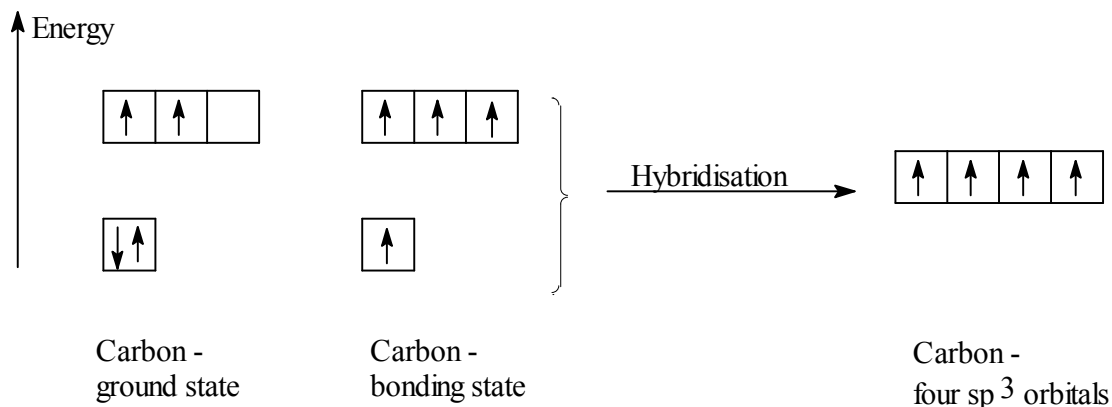 Energy
Hybridisation
Carbon -
ground state
Carbon -
bonding state
Carbon -
four sp 3 orbitals